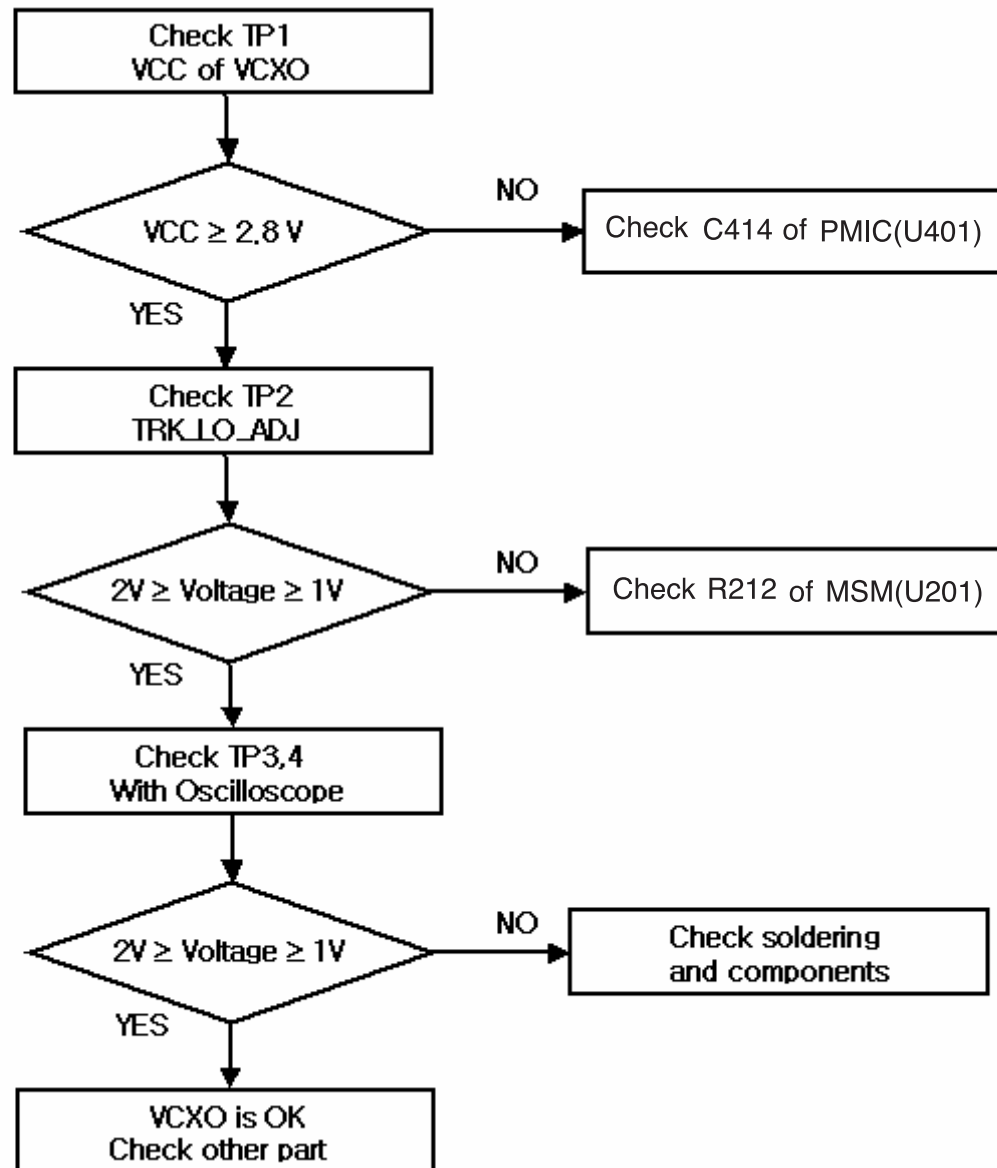 Check TP1
VCC of VCXO
VCC ≥ 2.8 V
NO
Check C414 of PMIC(U401)
YES
Check TP2
TRK_LO_ADJ
2V ≥ Voltage ≥ 1V
NO
Check R212 of MSM(U201)
YES
Check TP3,4
With Oscilloscope
2V ≥ Voltage ≥ 1V
NO
Check soldering
and components
YES
VCXO is OK
Check other part